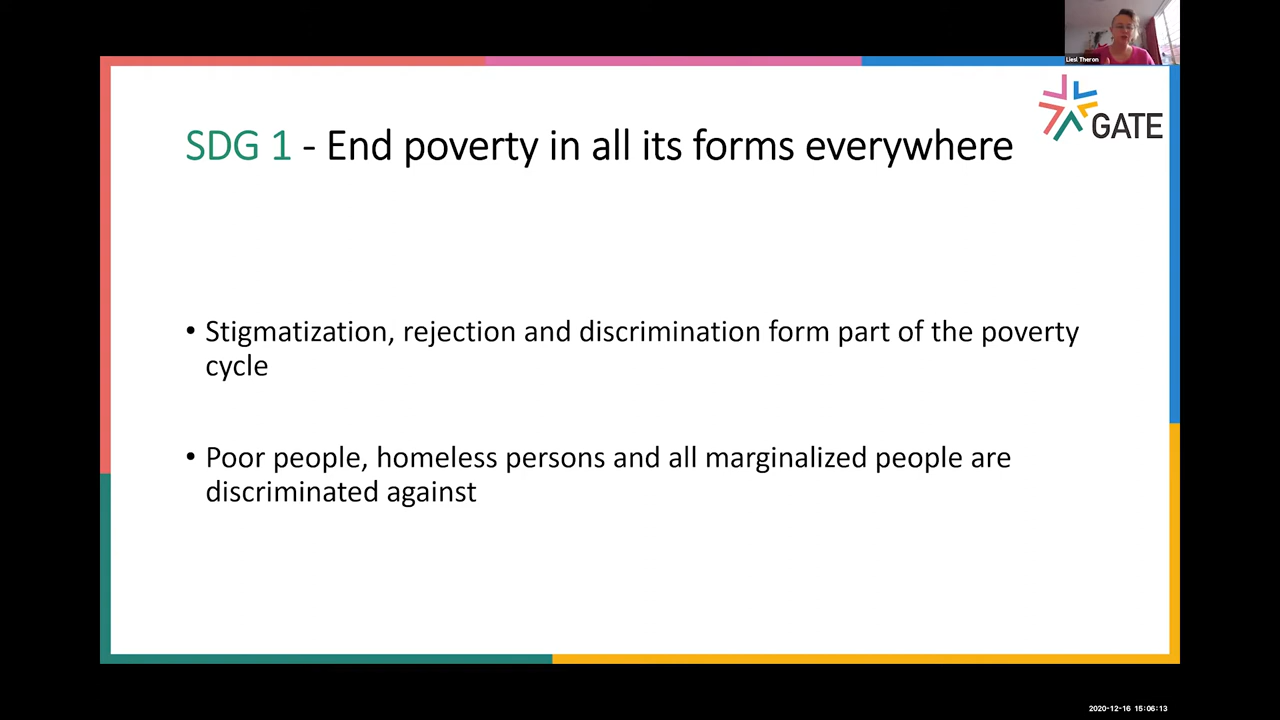 Liesl Theron
GATE
SDG 1 - End poverty in all its forms everywhere
• Stigmatization, rejection and discrimination form part of the poverty
cycle
• Poor people, homeless persons and all marginalized people are
discriminated against
2020-12-16 15:06:13